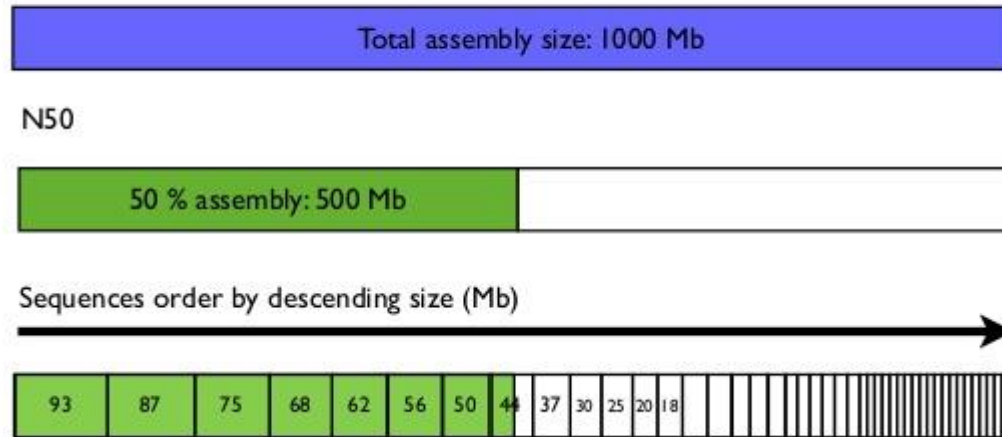 Total assembly size: 1000 Mb
N50
50 % assembly: 500 Mb
Sequences order by descending size (Mb)
93 87 75 68 62 56 50 44 37 30 25 20 18